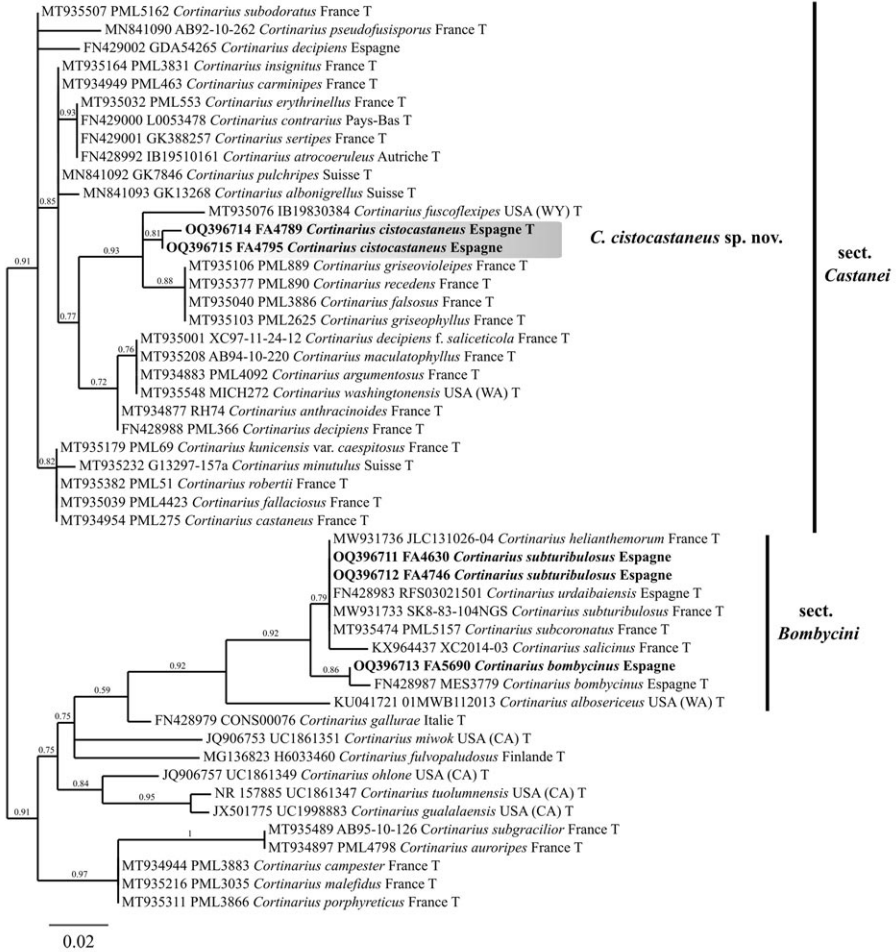 MT935507 PML5162 Cortinarius subodoratus France T
MN841090 AB92-10-262 Cortinarius pseudofusisporus France T
FN429002 GDA54265 Cortinarius decipiens Espagne
MT935164 PML3831 Cortinarius insignitus France T
MT934949 PML463 Cortinarius carminipes France T
MT935032 PML553 Cortinarius erythrinellus France T
0.93
FN429000 L0053478 Cortinarius contrarius Pays-Bas T
FN429001 GK388257 Cortinarius sertipes France T
FN428992 IB19510161 Cortinarius atrocoeruleus Autriche T
MN841092 GK7846 Cortinarius pulchripes Suisse T
MN841093 GK13268 Cortinarius albonigrellus Suisse T
0.85
MT935076 IB19830384 Cortinarius fuscoflexipes USA (WY) T
0.81
OQ396714 FA4789 Cortinarius cistocastaneus Espagne T
OQ396715 FA4795 Cortinarius cistocastaneus Espagne
C. cistocastaneus sp. nov.
0.93
sect.
Castanei
0.91
MT935106 PML889 Cortinarius griseovioleipes France T
0.88
MT935377 PML890 Cortinarius recedens France T
MT935040 PML3886 Cortinarius falsosus France T
MT935103 PML2625 Cortinarius griseophyllus France T
0.77
MT935001 XC97-11-24-12 Cortinarius decipiens f. saliceticola France T
0.76
MT935208 AB94-10-220 Cortinarius maculatophyllus France T
MT934883 PML4092 Cortinarius argumentosus France T
0.72
MT935548 MICH272 Cortinarius washingtonensis USA (WA) T
MT934877 RH74 Cortinarius anthracinoides France T
FN428988 PML366 Cortinarius decipiens France T
MT935179 PML69 Cortinarius kunicensis var. caespitosus France T
0.82
MT935232 G13297-157a Cortinarius minutulus Suisse T
MT935382 PML51 Cortinarius robertii France T
MT935039 PML4423 Cortinarius fallaciosus France T
MT934954 PML275 Cortinarius castaneus France T
MW931736 JLC131026-04 Cortinarius helianthemorum France T
OQ396711 FA4630 Cortinarius subturibulosus Espagne
OQ396712 FA4746 Cortinarius subturibulosus Espagne
0.79
FN428983 RFS03021501 Cortinarius urdaibaiensis Espagne T
MW931733 SK8-83-104NGS Cortinarius subturibulosus France T
sect.
Bombycini
MT935474 PML5157 Cortinarius subcoronatus France T
0.92
KX964437 XC2014-03 Cortinarius salicinus France T
0.86
OQ396713 FA5690 Cortinarius bombycinus Espagne
0.92
FN428987 MES3779 Cortinarius bombycinus Espagne T
0.59
KU041721 01MWB112013 Cortinarius albosericeus USA (WA) T
FN428979 CONS00076 Cortinarius gallurae Italie T
0.75
JQ906753 UC1861351 Cortinarius miwok USA (CA) T
0.75
MG136823 H6033460 Cortinarius fulvopaludosus Finlande T
JQ906757 UC1861349 Cortinarius ohlone USA (CA) T
0.84
NR 157885 UC1861347 Cortinarius tuolumnensis USA (CA) T
0.95
JX501775 UC1998883 Cortinarius gualalaensis USA (CA) T
0.91
MT935489 AB95-10-126 Cortinarius subgracilior France T
1
MT934897 PML4798 Cortinarius auroripes France T
MT934944 PML3883 Cortinarius campester France T
0.97
MT935216 PML3035 Cortinarius malefidus France T
MT935311 PML3866 Cortinarius porphyreticus France T
0.02